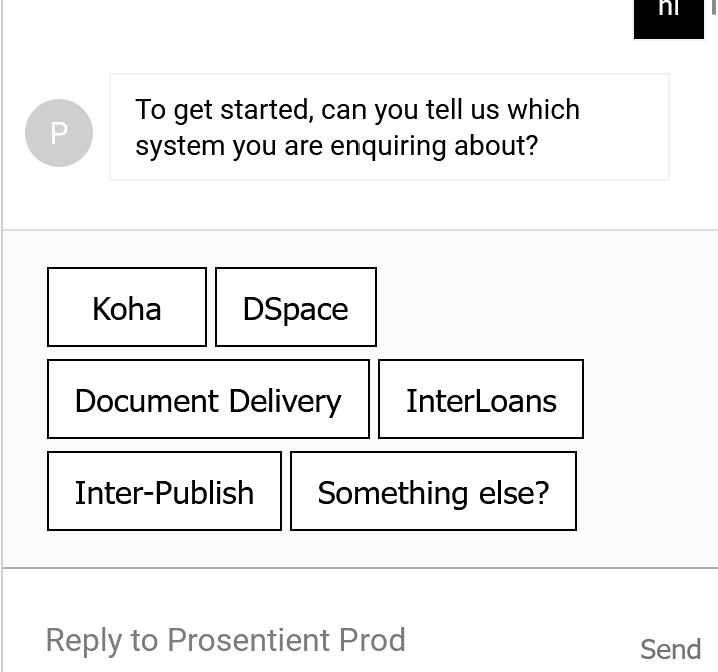 hi
P
To get started, can you tell us which
system you are enquiring about?
Koha
DSpace
Document Delivery
InterLoans
Inter-Publish
Something else?
Reply to Prosentient Prod
Send